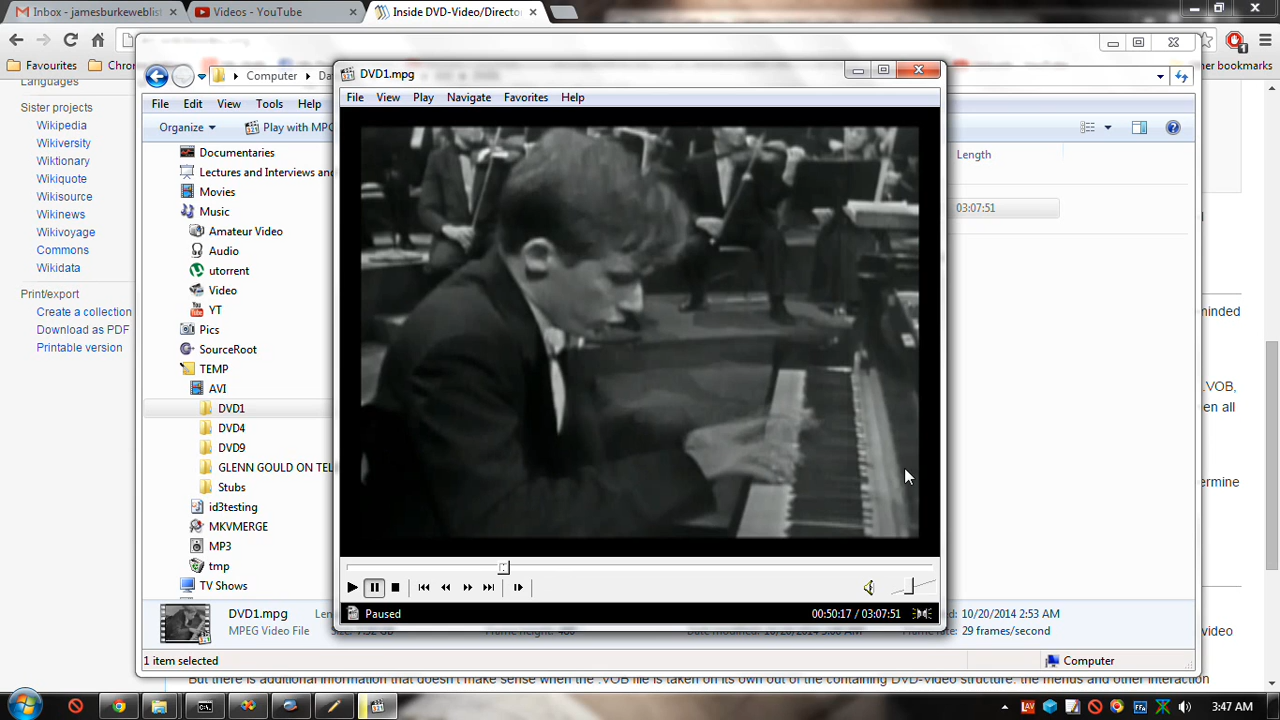 Inbox - jamesburkeweblist
Videos - YouTube
Inside DVD-Video/Directo
Favourites
Chron
er bookmarks
Languages
Sister projects
Wikipedia
Wikiversity
Wiktionary
Wikiquote
Wikisource
Wikinews
Wikivoyage
Commons
Wikidata
Print/export
Create a collection
Download as PDF
Printable version
Computer
File Edit View Tools Help
Organize
Play with MPC
Length
03:07:51
Documentaries
Lectures and Interviews and
Movies
Music
Amateur Video
Audio
utorrent
Video
YT
Pics
SourceRoot
TEMP
AVI
DVD1
DVD4
DVD9
GLENN GOULD ON TEL
Stubs
id3testing
MKVMERGE
MP3
tmp
TV Shows
DVD1.mpg
File View Play Navigate Favorites Help
Paused
00:50:17 / 03:07:51
DVD1.mpg
10/20/2014 2:53 AM
MPEG Video File
29 frames/second
1 item selected
Computer
minded
.VOB,
en all
ermine
video
But there is additional information that doesn't make sense when the .VOB file is taken on its own out of the containing DVD-Video structure: the menus and other interaction
3:47 AM